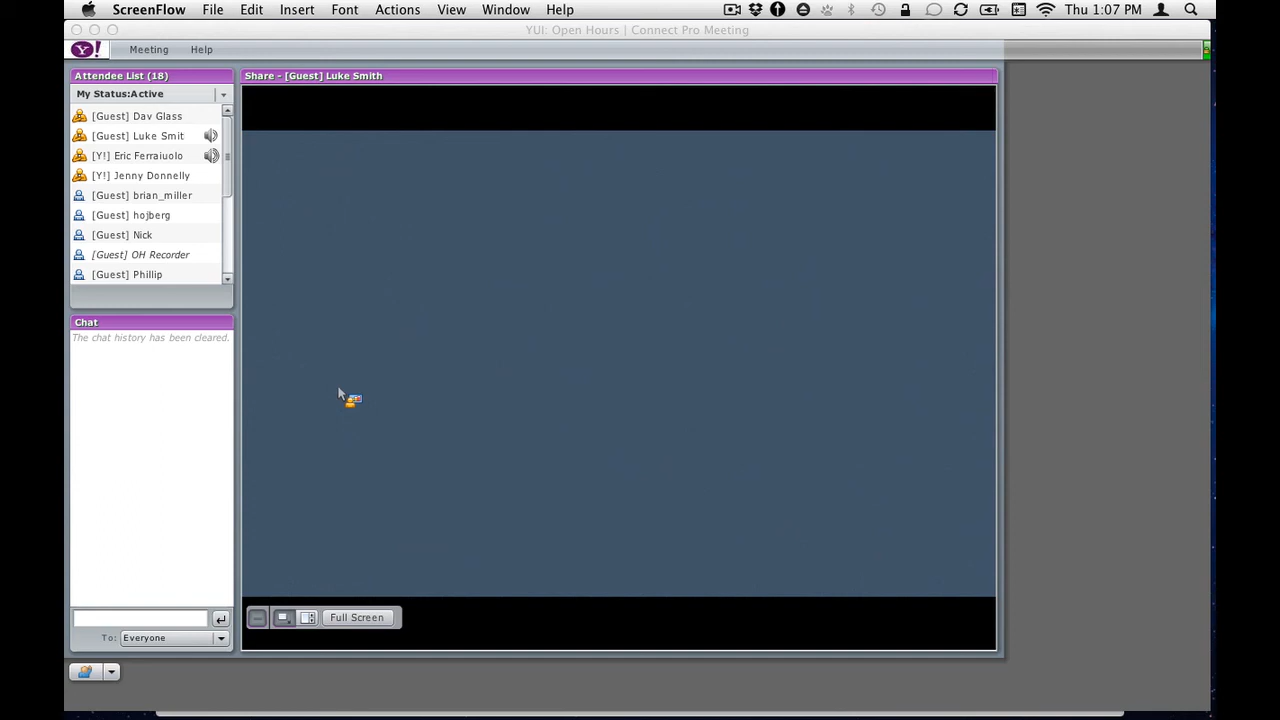 ScreenFlow File Edit Insert Font Actions View Window Help Thu 1:07 PM
YUI: Open Hours | Connect Pro Meeting
Y! Meeting Help
Attendee List (18)
My Status:Active
[Guest] Dav Glass
[Guest] Luke Smit
[Y!] Eric Ferraiuolo
[Y!] Jenny Donnelly
[Guest] brian_miller
[Guest] hojberg
[Guest] Nick
[Guest] OH Recorder
[Guest] Phillip
Chat
The chat history has been cleared.
To: Everyone
Share - [Guest] Luke Smith
Full Screen